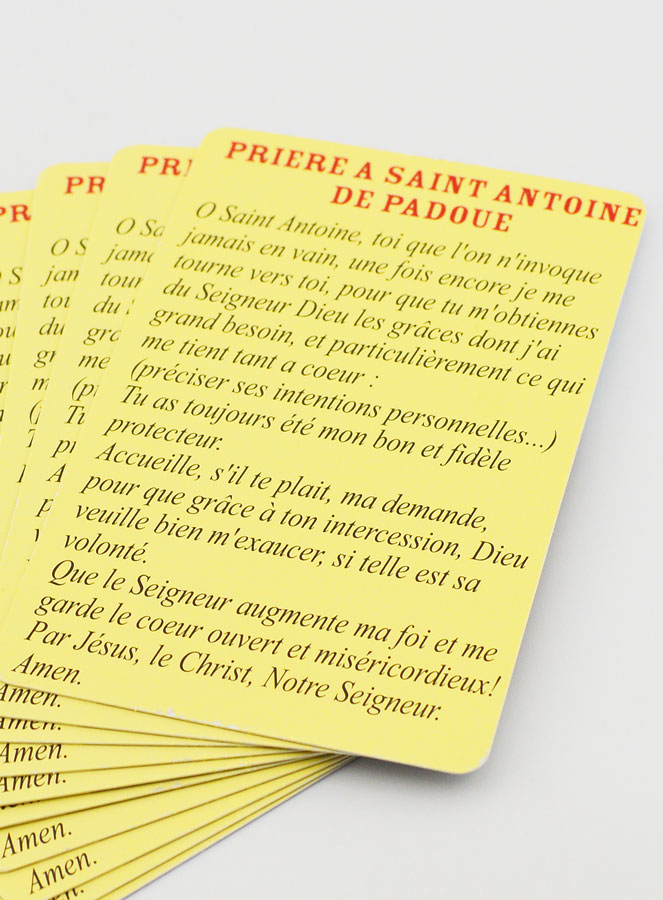 PRIERE A SAINT ANTOINE
DE PADOUE
O Saint Antoine, toi que l'on n'invoque
jamais en vain, une fois encore je me
tourne vers toi, pour que tu m'obtiennes
du Seigneur Dieu les grâces dont j'ai
grand besoin, et particulièrement ce qui
me tient tant a coeur :
(préciser ses intentions personnelles...)
Tu as toujours été mon bon et fidèle
protecteur.
Accueille, s'il te plait, ma demande,
pour que grâce à ton intercession, Dieu
veuille bien m'exaucer, si telle est sa
volonté.
Que le Seigneur augmente ma foi et me
garde le coeur ouvert et miséricordieux!
Par Jésus, le Christ, Notre Seigneur.
Amen.
Amen.
Amen.
Amen.
Amen.
Amen.
Amen.